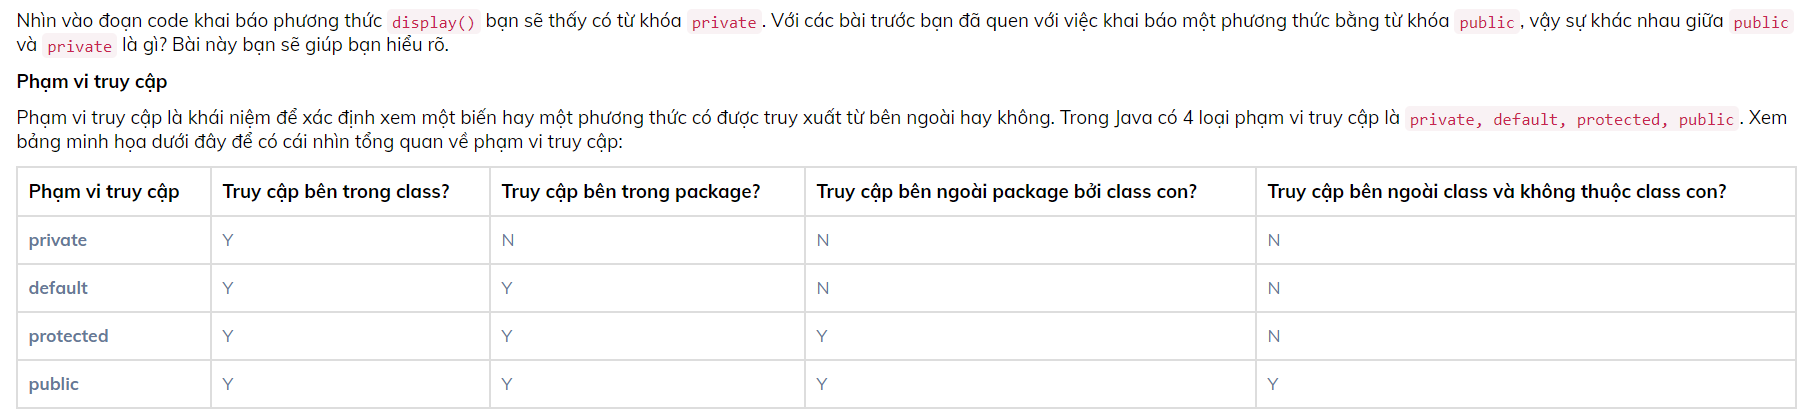 Nhìn vào đoạn code khai báo phương thức display() bạn sẽ thấy có từ khóa private. Với các bài trước bạn đã quen với việc khai báo một phương thức bằng từ khóa public, vậy sự khác nhau giữa public
và private là gì? Bài này bạn sẽ giúp bạn hiểu rõ.
Phạm vi truy cập
Phạm vi truy cập là khái niệm để xác định xem một biến hay một phương thức có được truy xuất từ bên ngoài hay không. Trong Java có 4 loại phạm vi truy cập là private, default, protected, public. Xem
bảng minh họa dưới đây để có cái nhìn tổng quan về phạm vi truy cập:
Phạm vi truy cập Truy cập bên trong class? Truy cập bên trong package? Truy cập bên ngoài package bởi class con? Truy cập bên ngoài class và không thuộc class con?
private Y N N N
default Y Y N N
protected Y Y Y N
public Y Y Y Y